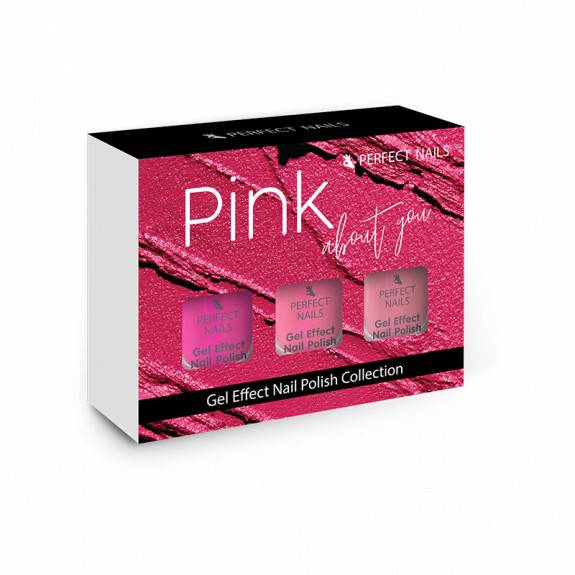 PERFECT NAILS
PERFECT NAILS
Pink
about you
PERFECT
NAILS
Gel Effect
Nail Polish
PERFECT
NAILS
Gel Effect
Nail Polish
PERFECT
NAILS
Gel Effect
Nail Polish
Gel Effect Nail Polish Collection